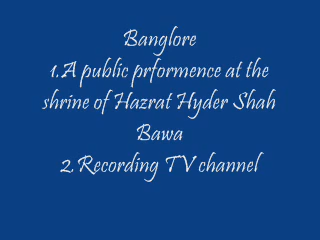 Banglore
1.A public prformence at the
shrine of Hazrat Hyder Shah
Bawa
2.Recording TV channel